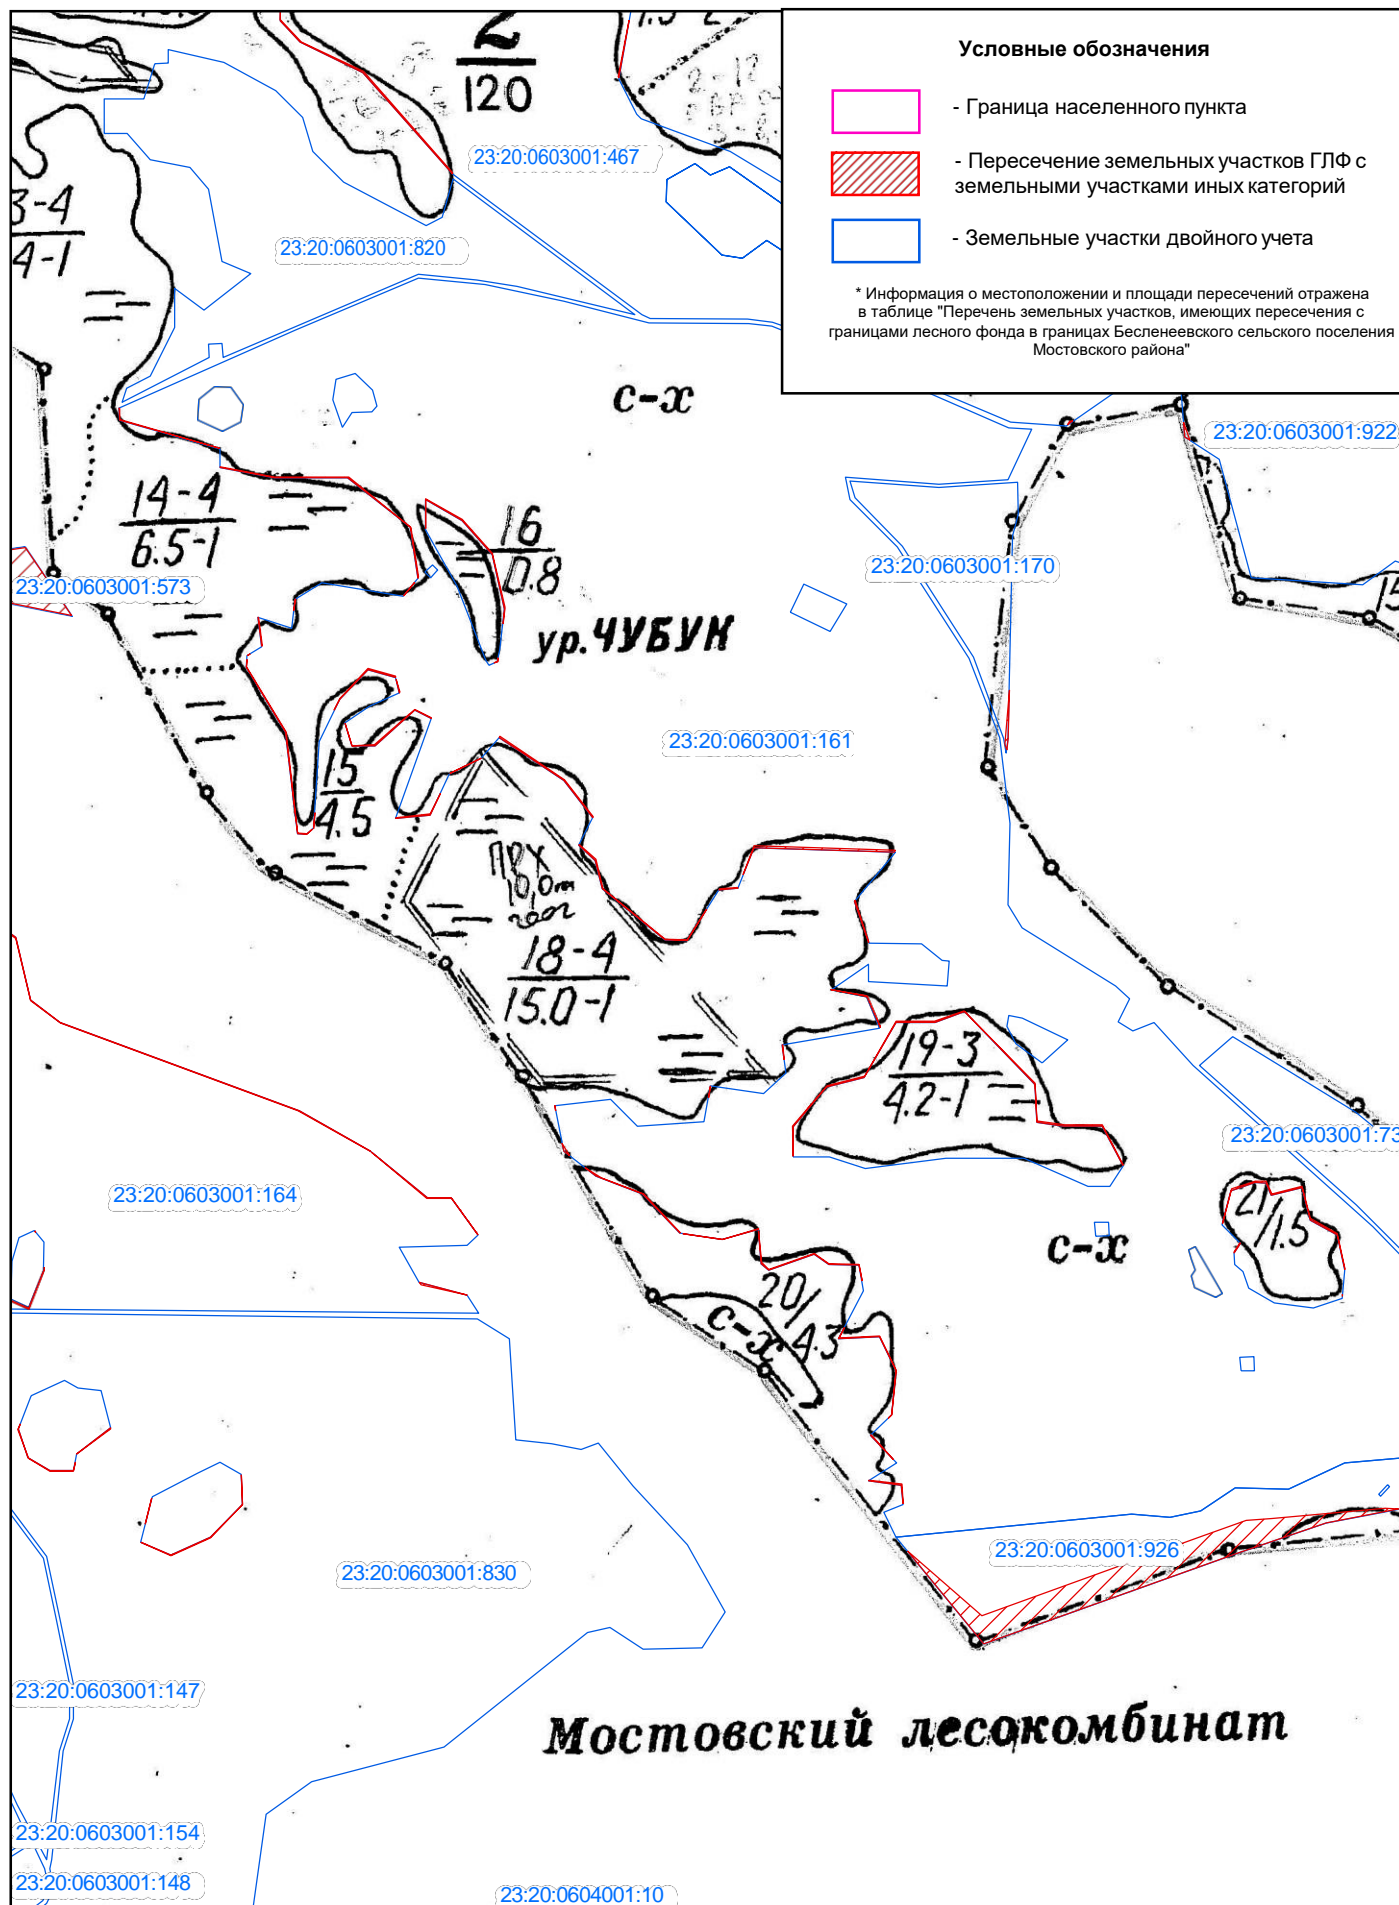 Условные обозначения
- Граница населенного пункта
- Пересечение земельных участков ГЛФ с
земельными участками иных категорий
- Земельные участки двойного учета
* Информация о местоположении и площади пересечений отражена
в таблице "Перечень земельных участков, имеющих пересечения с
границами лесного фонда в границах Бесленеевского сельского поселения
Мостовского района"
2
120
23:20:0603001:467
3-4
4-1
23:20:0603001:820
с-х
23:20:0603001:922
14-4
6.5-1
16
0.8
23:20:0603001:170
23:20:0603001:573
ур.ЧУБУК
23:20:0603001:161
15
4.5
18-4
15.0-1
19-3
4.2-1
23:20:0603001:73
23:20:0603001:164
21/1.5
с-х
20/4.3
с-х
23:20:0603001:926
23:20:0603001:830
23:20:0603001:147
Мостовский лесокомбинат
23:20:0603001:154
23:20:0603001:148
23:20:0604001:10